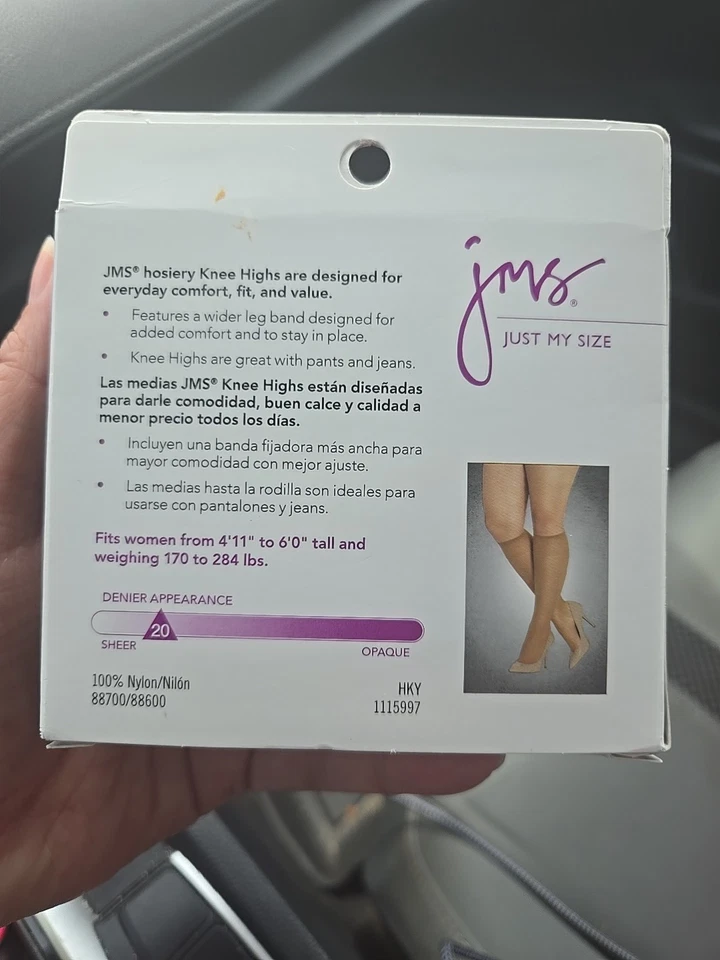 JMS® hosiery Knee Highs are designed for
everyday comfort, fit, and value.
• Features a wider leg band designed for
added comfort and to stay in place.
• Knee Highs are great with pants and jeans.
Las medias JMS® Knee Highs están diseñadas
para darle comodidad, buen calce y calidad a
menor precio todos los días.
• Incluyen una banda fijadora más ancha para
mayor comodidad con mejor ajuste.
• Las medias hasta la rodilla son ideales para
usarse con pantalones y jeans.
Fits women from 4'11" to 6'0" tall and
weighing 170 to 284 lbs.
DENIER APPEARANCE
20
SHEER
OPAQUE
100% Nylon/Nilón
88700/88600
HKY
1115997
jms®
JUST MY SIZE